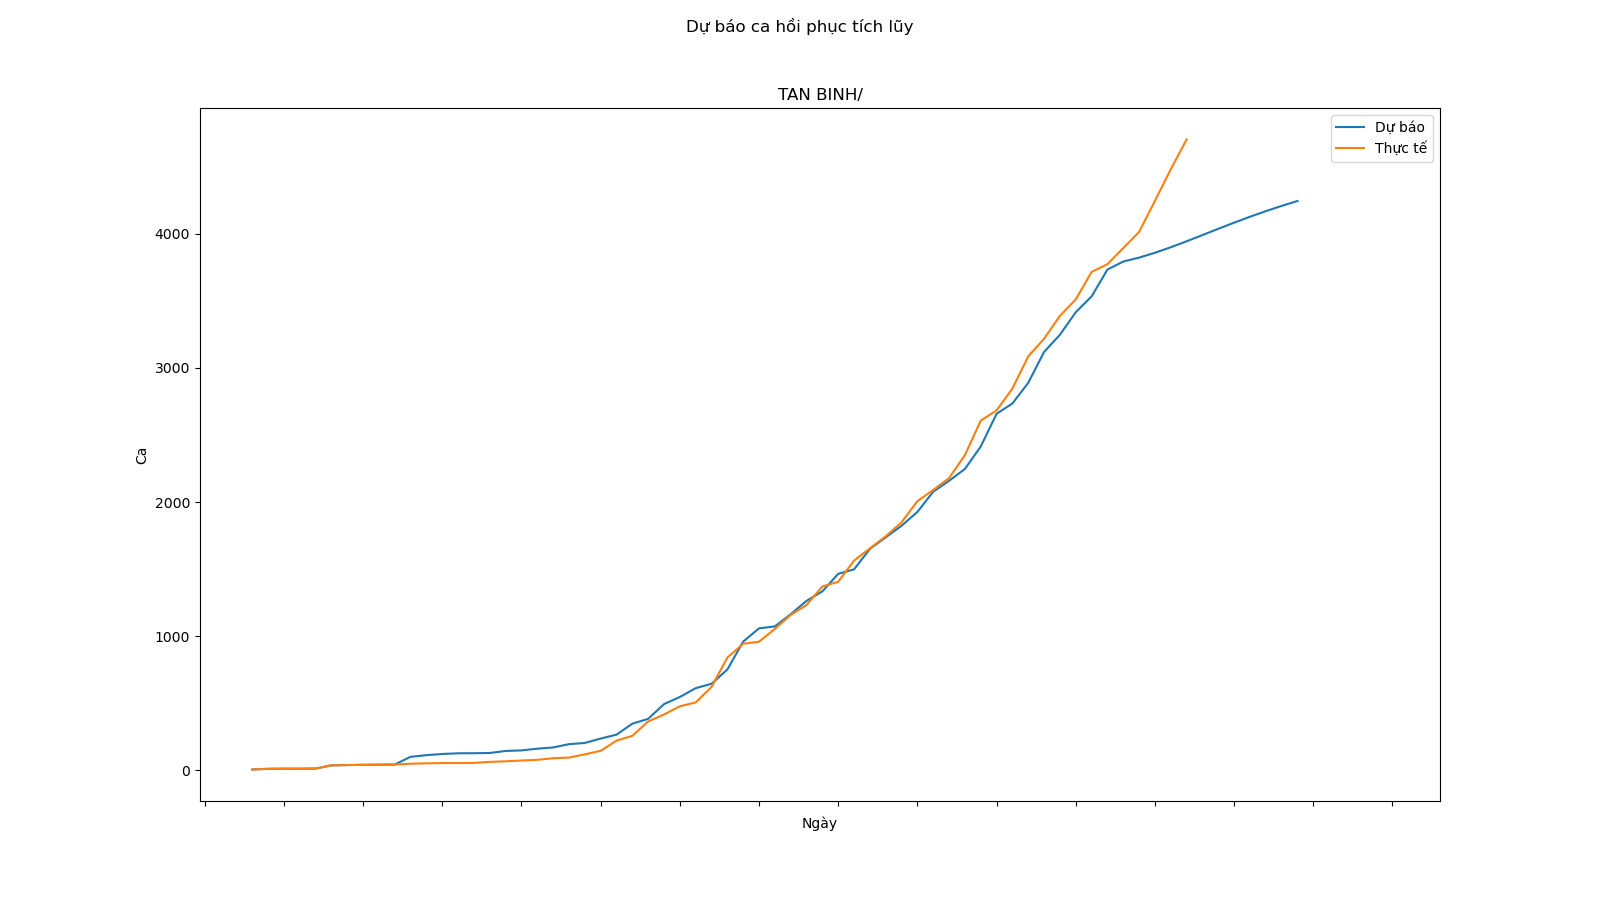 Dự báo ca hồi phục tích lũy
TAN BINH/
Dự báo
Thực tế
4000
3000
2000
1000
0
Ca
Ngày